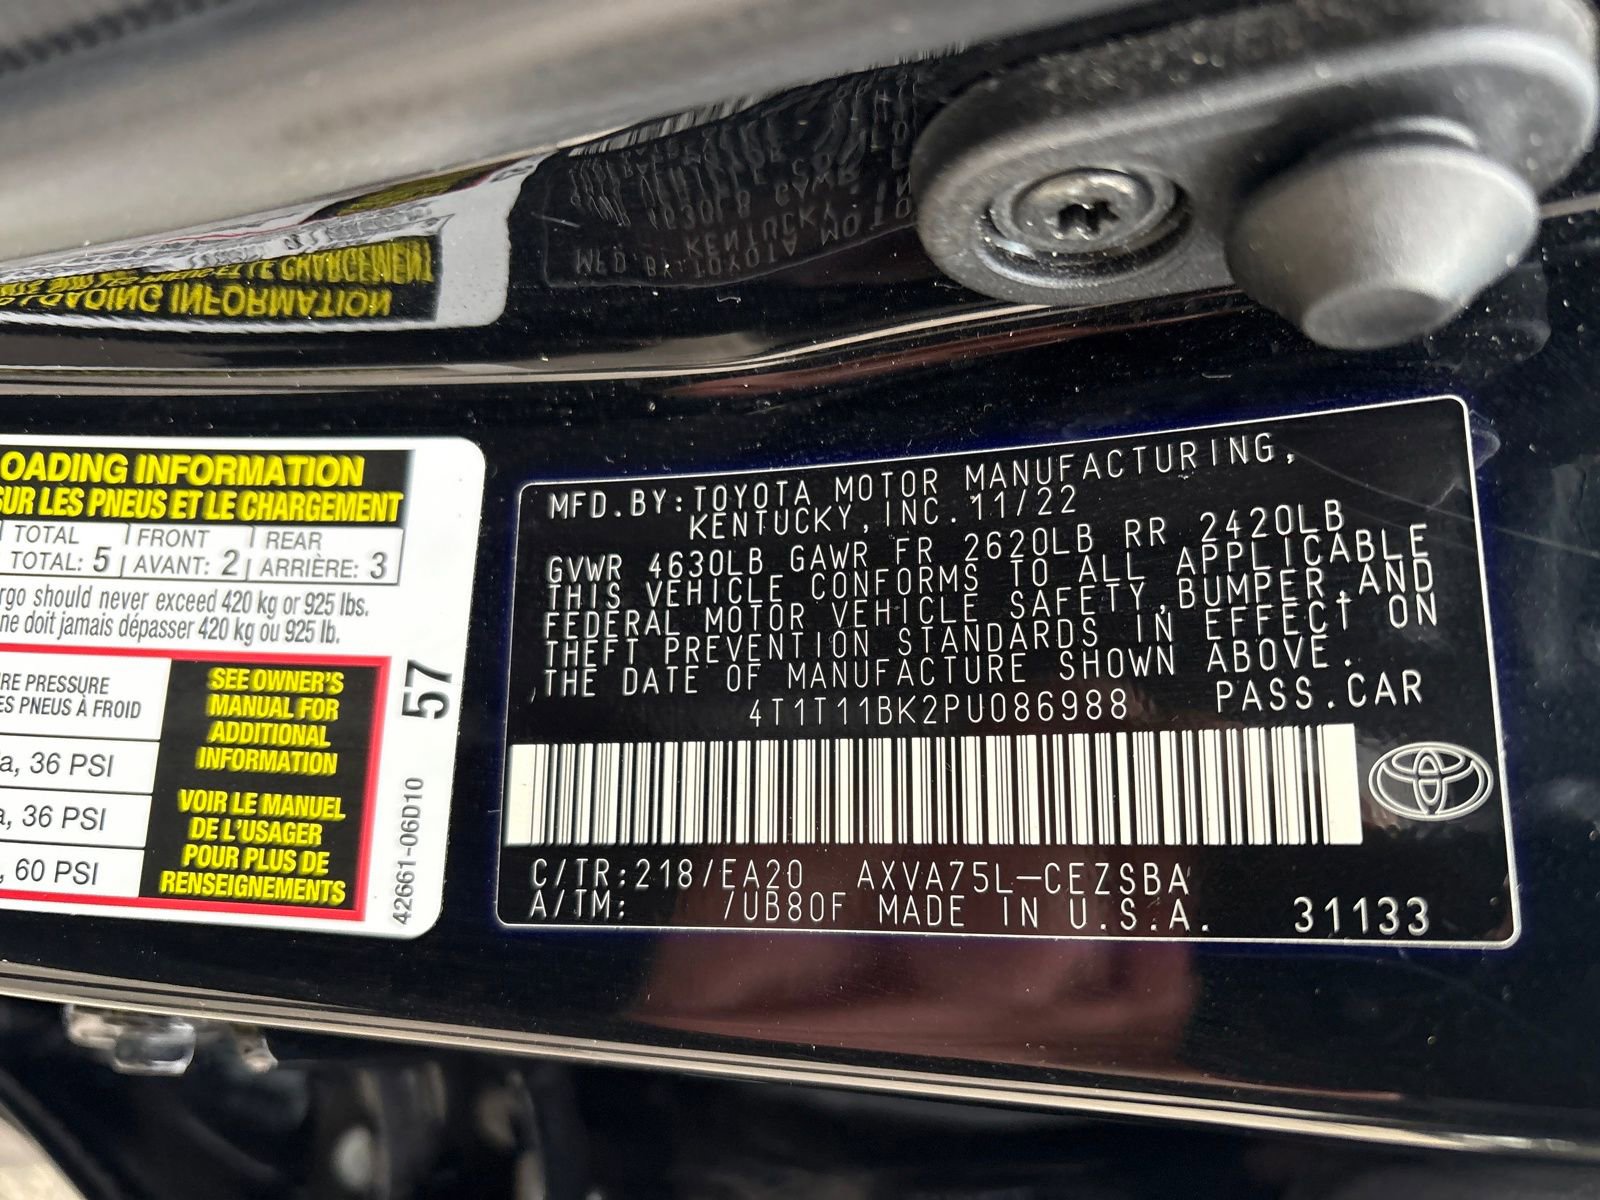 OADING INFORMATION
SUR LES PNEUS ET LE CHARGEMENT
TOTAL FRONT REAR
TOTAL: 5 AVANT: 2 ARRIÈRE: 3
should never exceed 420 kg or 925 lbs.
ne doit jamais dépasser 420 kg ou 925 lb.
RE PRESSURE
ES PNEUS À FROID
a, 36 PSI
a, 36 PSI
, 60 PSI
SEE OWNER'S
MANUAL FOR
ADDITIONAL
INFORMATION
VOIR LE MANUEL
DE L'USAGER
POUR PLUS DE
RENSEIGNEMENTS
57
42661-06D10
MFD.BY:TOYOTA MOTOR MANUFACTURING,
KENTUCKY,INC.11/22
GVWR 4630LB GAWR FR 2620LB RR 2420LB
THIS VEHICLE CONFORMS TO ALL APPLICABLE
FEDERAL MOTOR VEHICLE SAFETY,BUMPER,AND
THEFT PREVENTION STANDARDS IN EFFECT ON
THE DATE OF MANUFACTURE SHOWN ABOVE.
4T1T11BK2PU086988 PASS.CAR
C/TR:218/EA20 AXVA75L-CEZSBA
A/TM: /UB80F MADE IN U.S.A. 31133